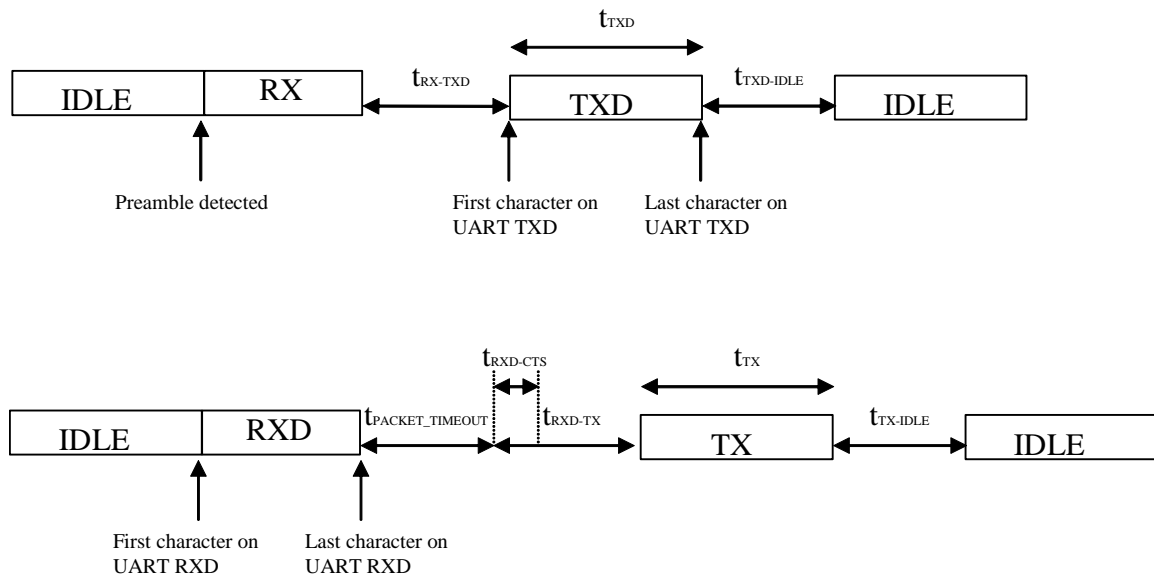 tTXD
IDLE RX tRX-TXD TXD tTXD-IDLE IDLE
Preamble detected
First character on
UART TXD
Last character on
UART TXD
tRXD-CTS
tTX
IDLE RXD tPACKET_TIMEOUT tRXD-TX TX tTX-IDLE IDLE
First character on
UART RXD
Last character on
UART RXD